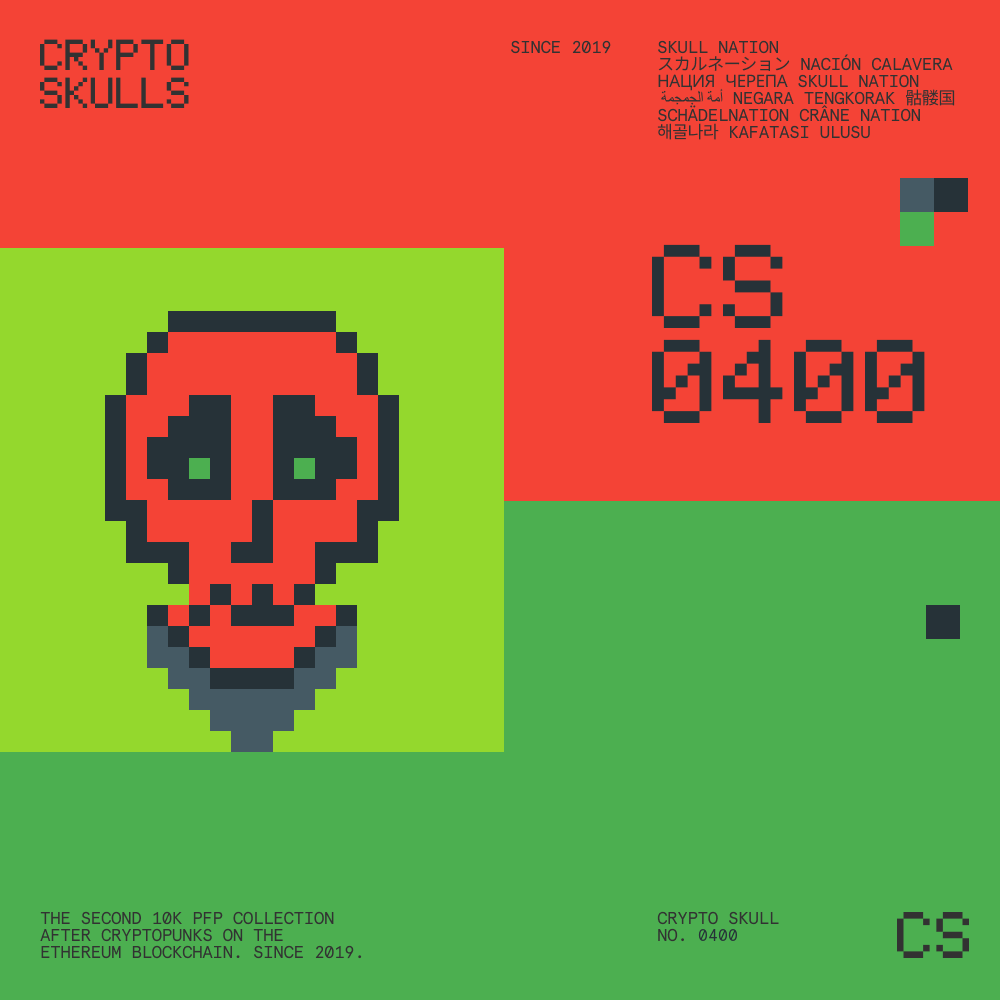 CRYPTO
SKULLS
SINCE 2019
SKULL NATION
スカルネーション NACIÓN CALAVERA
НАЦИЯ ЧЕРЕПА SKULL NATION
أمة الجمجمة NEGARA TENGKORAK 骷髅国
SCHÄDELNATION CRÂNE NATION
해골나라 KAFATASI ULUSU
CS
0400
THE SECOND 10K PFP COLLECTION
AFTER CRYPTOPUNKS ON THE
ETHEREUM BLOCKCHAIN. SINCE 2019.
CRYPTO SKULL
NO. 0400
CS